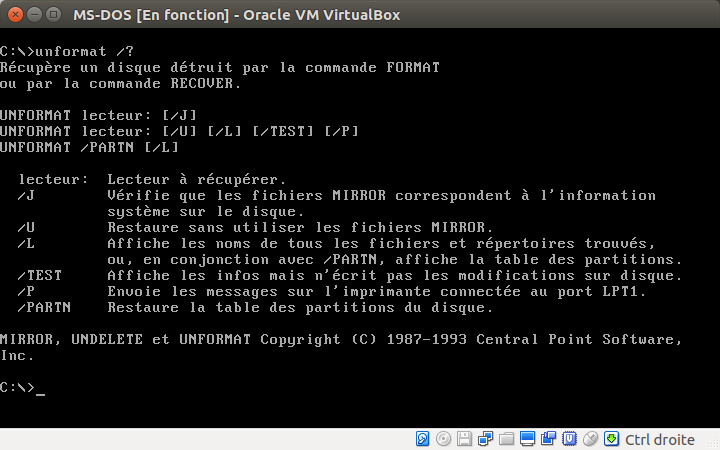 MS-DOS [En fonction] - Oracle VM VirtualBox
C:\>unformat /?
Récupère un disque détruit par la commande FORMAT
ou par la commande RECOVER.
UNFORMAT lecteur: [/J]
UNFORMAT lecteur: [/U] [/L] [/TEST] [/P]
UNFORMAT /PARTN [/L]
lecteur: Lecteur à récupérer.
/J Vérifie que les fichiers MIRROR correspondent à l'information
système sur le disque.
/U Restaure sans utiliser les fichiers MIRROR.
/L Affiche les noms de tous les fichiers et répertoires trouvés,
ou, en conjonction avec /PARTN, affiche la table des partitions.
/TEST Affiche les infos mais n'écrit pas les modifications sur disque.
/P Envoie les messages sur l'imprimante connectée au port LPT1.
/PARTN Restaure la table des partitions du disque.
MIRROR, UNDELETE et UNFORMAT Copyright (C) 1987-1993 Central Point Software,
Inc.
C:\>_
Ctrl droite